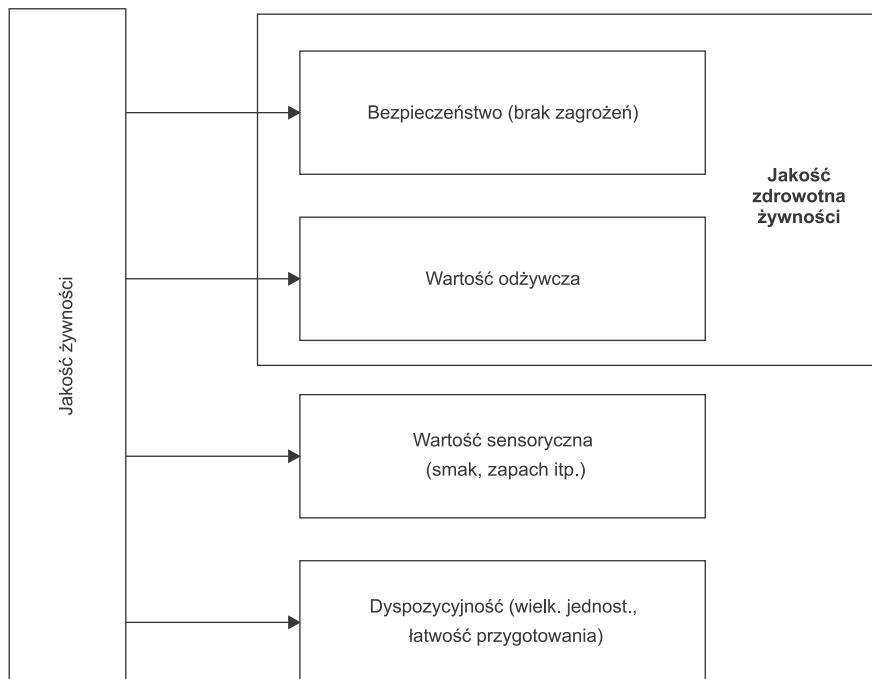 Jakość żywności
Bezpieczeństwo (brak zagrożeń)
Wartość odżywcza
Jakość
zdrowotna
żywności
Wartość sensoryczna
(smak, zapach itp.)
Dyspozycyjność (wielk. jednost.,
łatwość przygotowania)